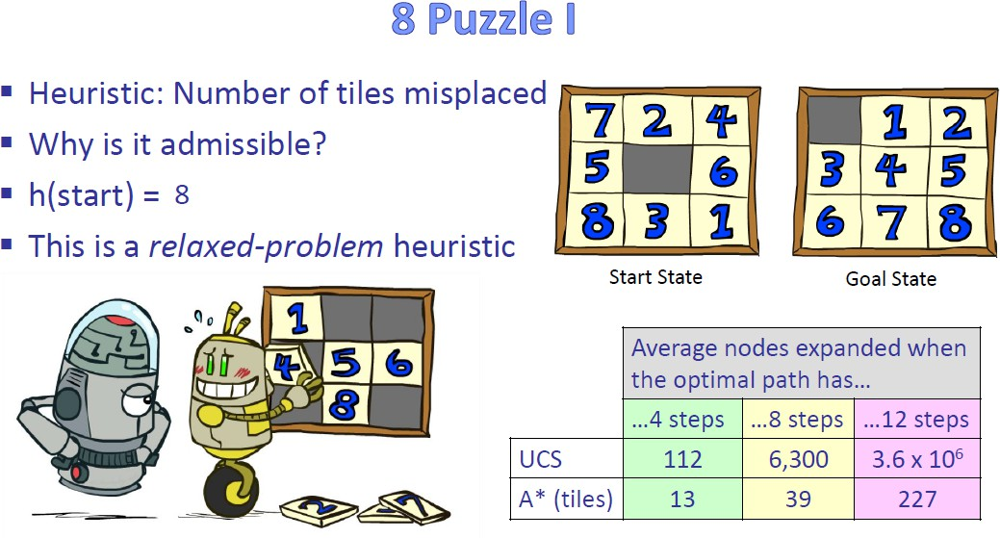 8 Puzzle I
▪ Heuristic: Number of tiles misplaced
▪ Why is it admissible?
▪ h(start) = 8
▪ This is a relaxed-problem heuristic
7 2 4
5 6
8 3 1
Start State
1 2
3 4 5
6 7 8
Goal State
1
4 5 6
8
2 7
Average nodes expanded when
the optimal path has…
…4 steps …8 steps …12 steps
UCS 112 6,300 3.6 x 10⁶
A* (tiles) 13 39 227